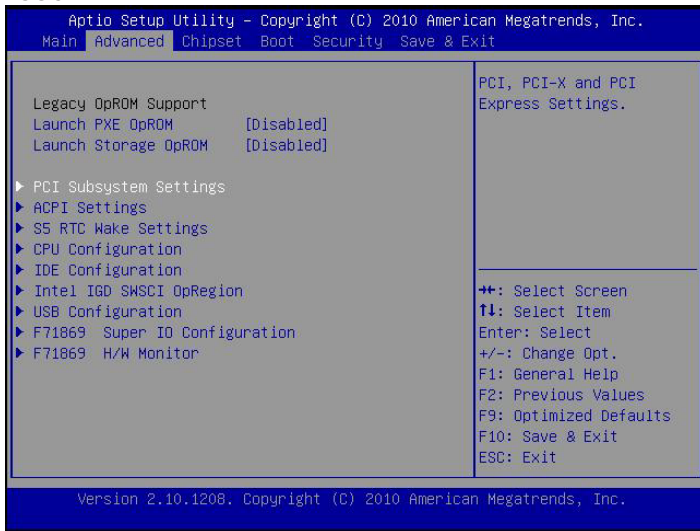 Aptio Setup Utility – Copyright (C) 2010 American Megatrends, Inc.
Main Advanced Chipset Boot Security Save & Exit
Legacy OpROM Support
Launch PXE OpROM [Disabled]
Launch Storage OpROM [Disabled]
PCI Subsystem Settings
ACPI Settings
S5 RTC Wake Settings
CPU Configuration
IDE Configuration
Intel IGD SWSCI OpRegion
USB Configuration
F71869 Super IO Configuration
F71869 H/W Monitor
PCI, PCI-X and PCI
Express Settings.
→←: Select Screen
↑↓: Select Item
Enter: Select
+/-: Change Opt.
F1: General Help
F2: Previous Values
F9: Optimized Defaults
F10: Save & Exit
ESC: Exit
Version 2.10.1208. Copyright (C) 2010 American Megatrends, Inc.